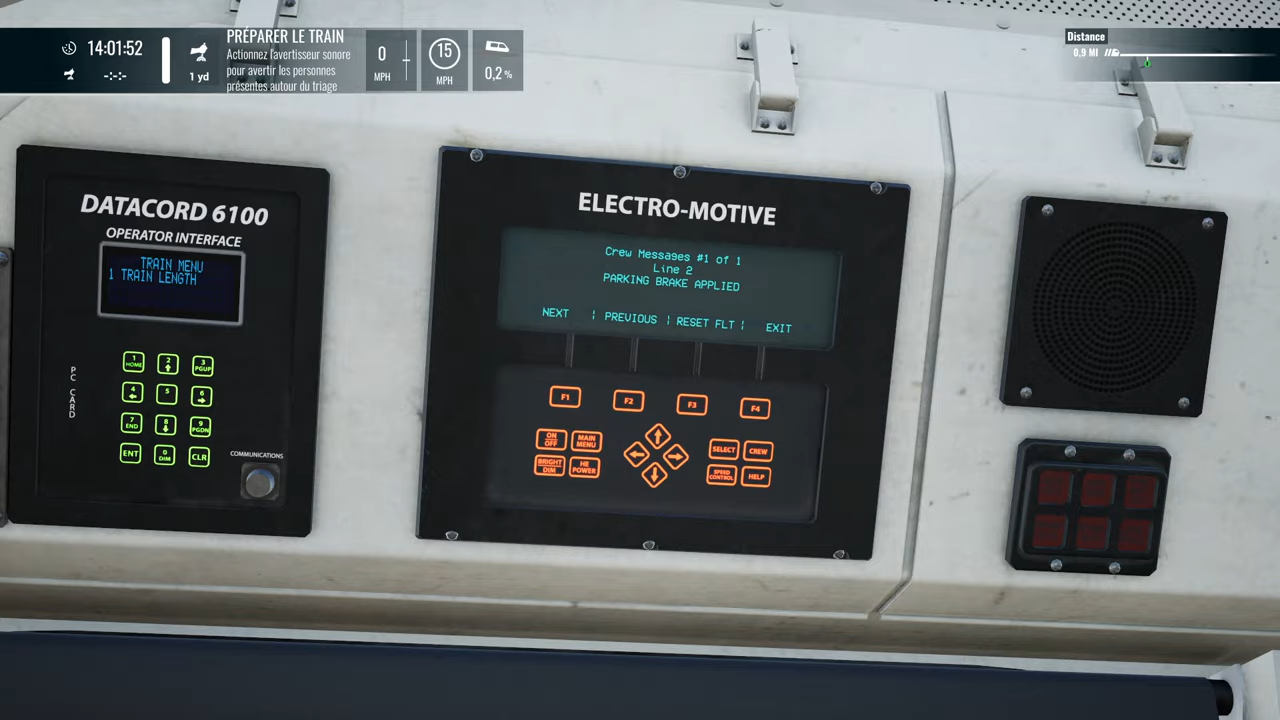 14:01:52
-:-:-
1 yd
PRÉPARER LE TRAIN
Actionnez l'avertisseur sonore
pour avertir les personnes
présentes autour du triage
0
MPH
15
MPH
0,2 %
Distance
0,9 MI
DATACORD 6100
OPERATOR INTERFACE
TRAIN MENU
1 TRAIN LENGTH
1 HOME
2
3 PGUP
4
5
6
7 END
8
9 PGDN
ENT
0 DIM
CLR
PC CARD
COMMUNICATIONS
ELECTRO-MOTIVE
Crew Messages #1 of 1
Line 2
PARKING BRAKE APPLIED
NEXT ¦ PREVIOUS ¦ RESET FLT ¦ EXIT
F1 F2 F3 F4
ON OFF
MAIN MENU
SELECT
CREW
BRIGHT DIM
HE POWER
SPEED CONTROL
HELP